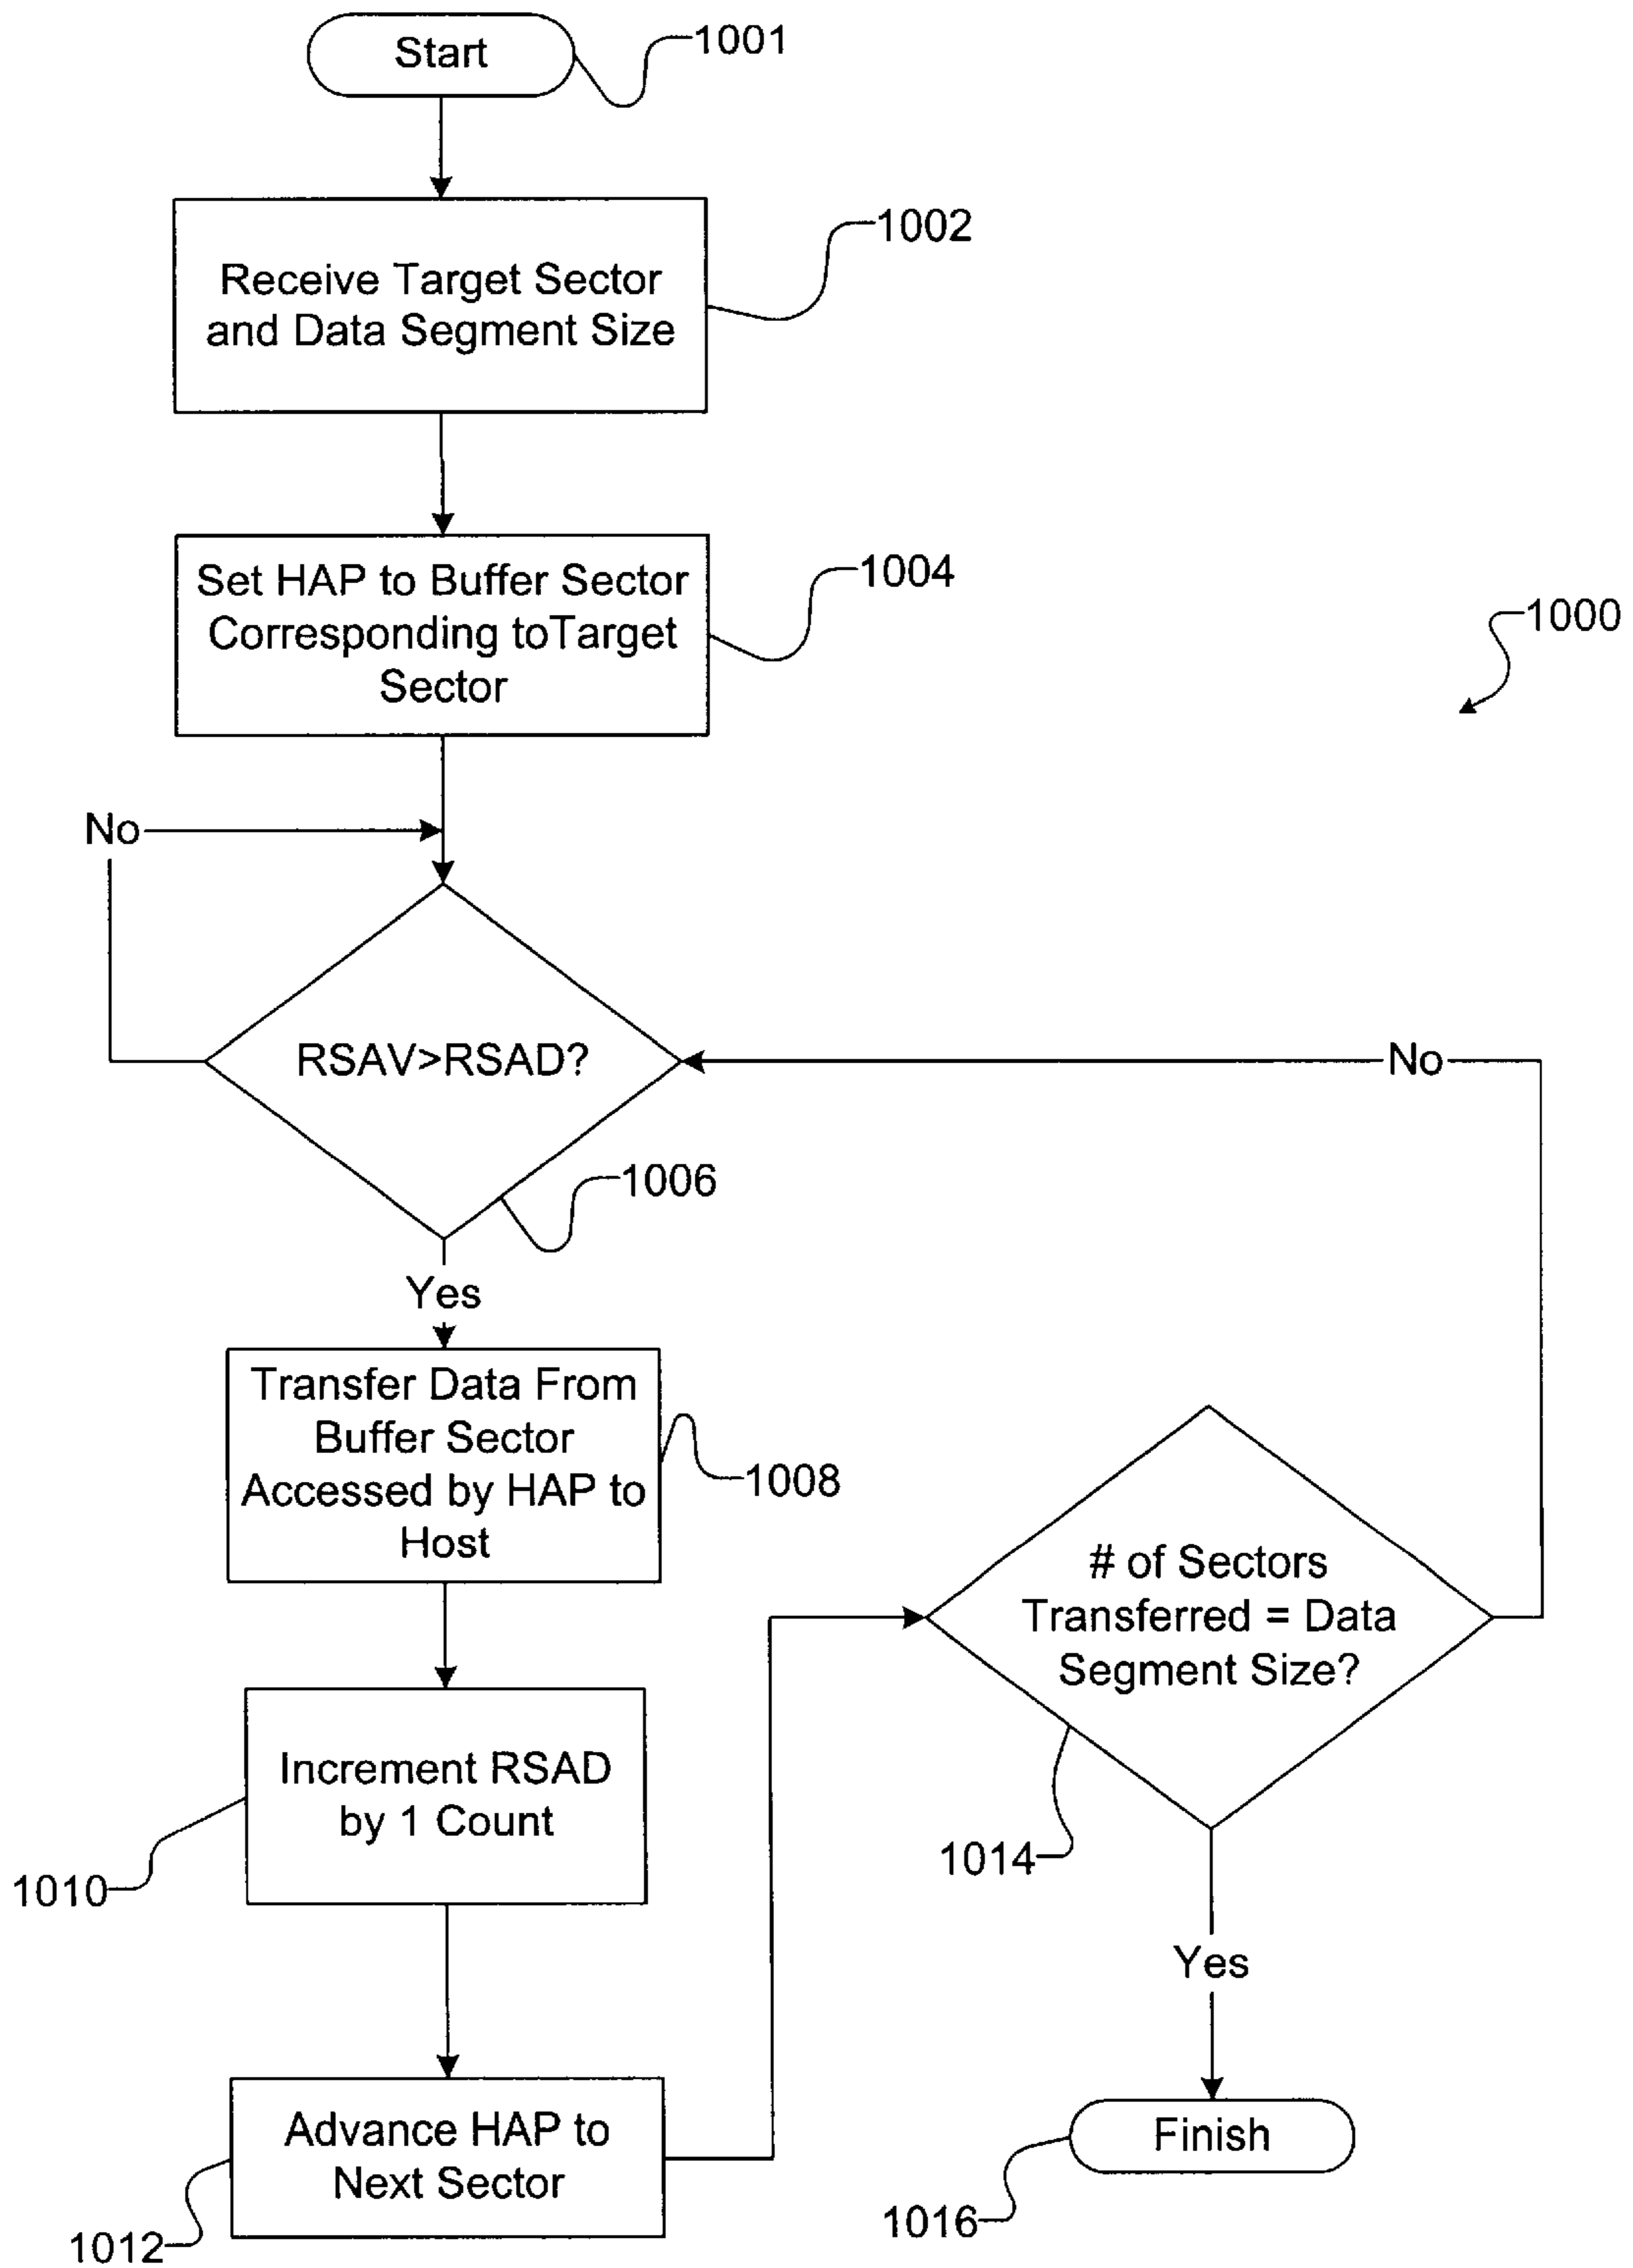 Start
1001
1002
Receive Target Sector
and Data Segment Size
1004
Set HAP to Buffer Sector
Corresponding toTarget
Sector
1000
No
RSAV>RSAD?
No
1006
Yes
Transfer Data From
Buffer Sector
Accessed by HAP to
Host
1008
# of Sectors
Transferred = Data
Segment Size?
Increment RSAD
by 1 Count
1010
1014
Yes
Advance HAP to
Next Sector
1012
Finish
1016